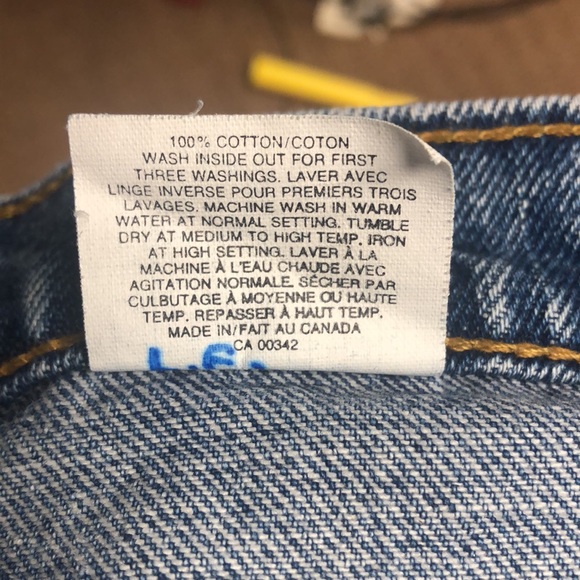 100% COTTON/COTON
WASH INSIDE OUT FOR FIRST
THREE WASHINGS. LAVER AVEC
LINGE INVERSE POUR PREMIERS TROIS
LAVAGES. MACHINE WASH IN WARM
WATER AT NORMAL SETTING. TUMBLE
DRY AT MEDIUM TO HIGH TEMP. IRON
AT HIGH SETTING. LAVER À LA
MACHINE À L'EAU CHAUDE AVEC
AGITATION NORMALE. SÉCHER PAR
CULBUTAGE À MOYENNE OU HAUTE
TEMP. REPASSER À HAUT TEMP.
MADE IN/FAIT AU CANADA
CA 00342